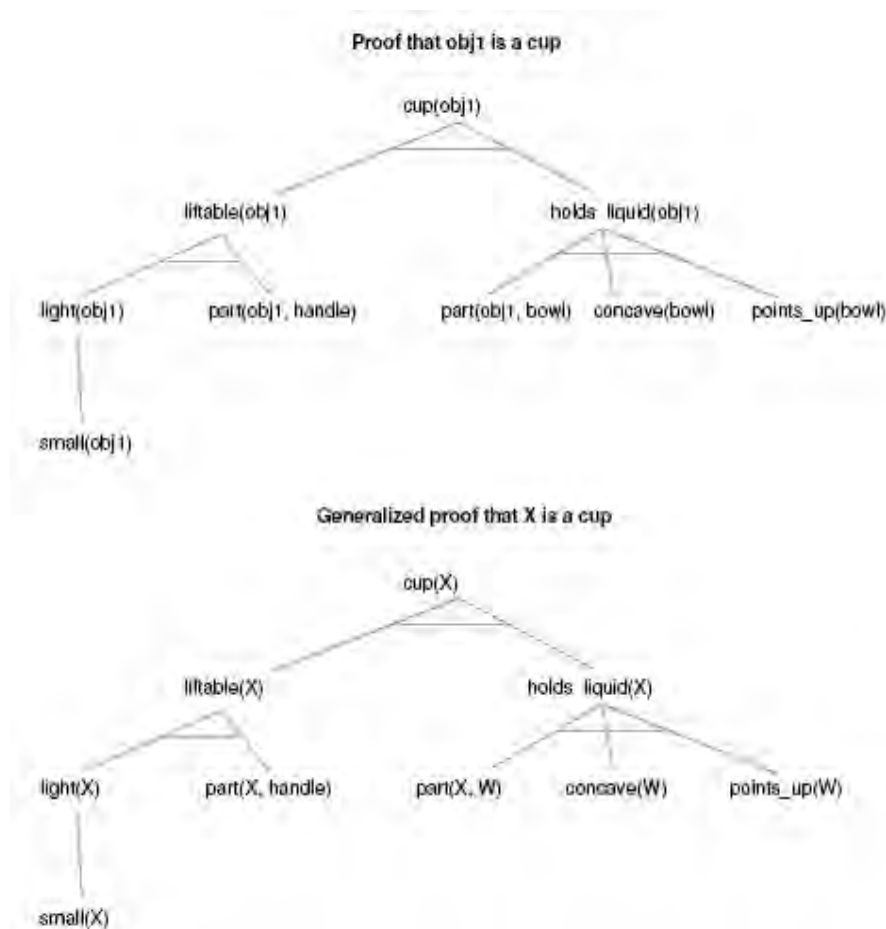 Proof that obj1 is a cup
cup(obj1)
liftable(obj1) holds liquid(obj1)
light(obj1) part(obj1, handle) part(obj1, bowl) concave(bowl) points_up(bowl)
small(obj1)
Generalized proof that X is a cup
cup(X)
liftable(X) holds liquid(X)
light(X) part(X, handle) part(X, W) concave(W) points_up(W)
small(X)